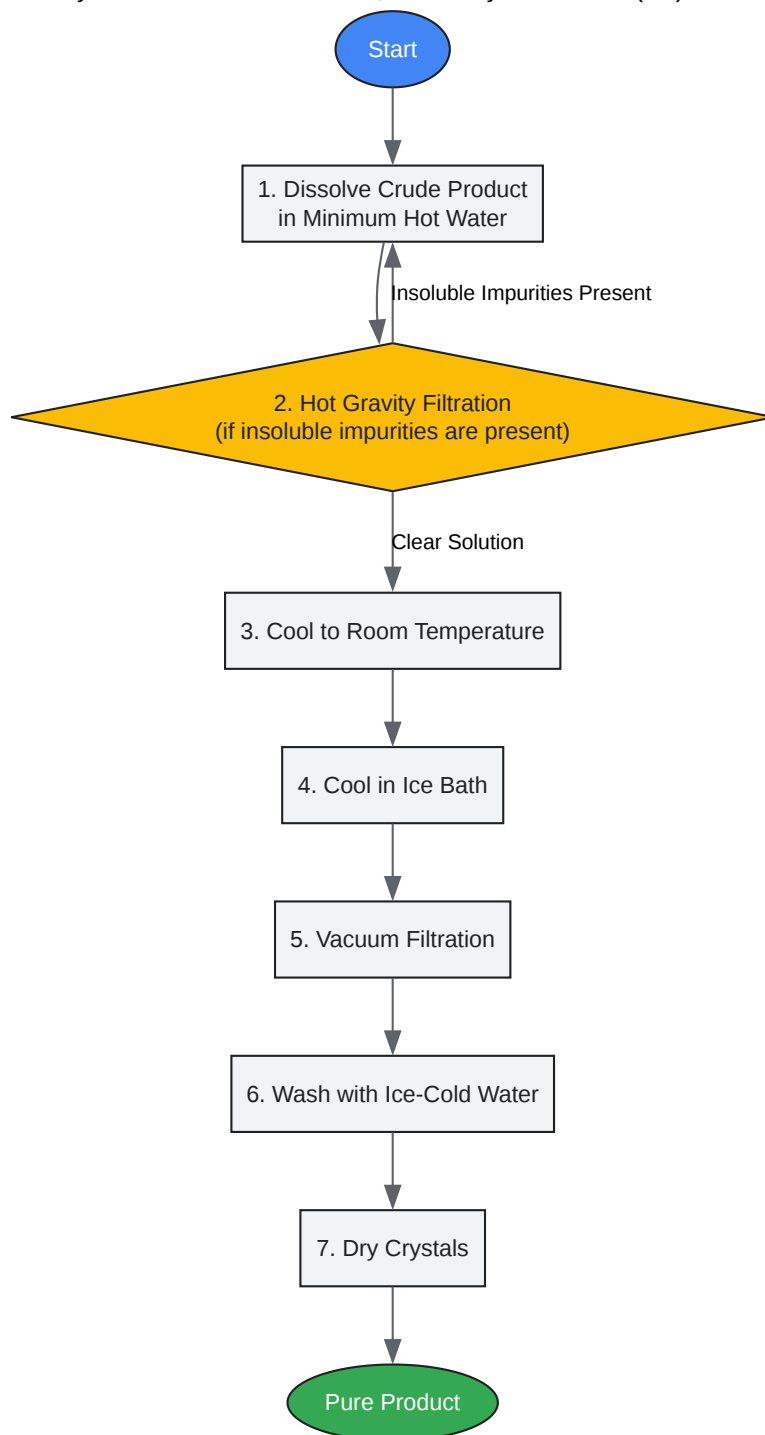 Start
1. Dissolve Crude Product
in Minimum Hot Water
Insoluble Impurities Present
2. Hot Gravity Filtration
(if insoluble impurities are present)
Clear Solution
3. Cool to Room Temperature
4. Cool in Ice Bath
5. Vacuum Filtration
6. Wash with Ice-Cold Water
7. Dry Crystals
Pure Product